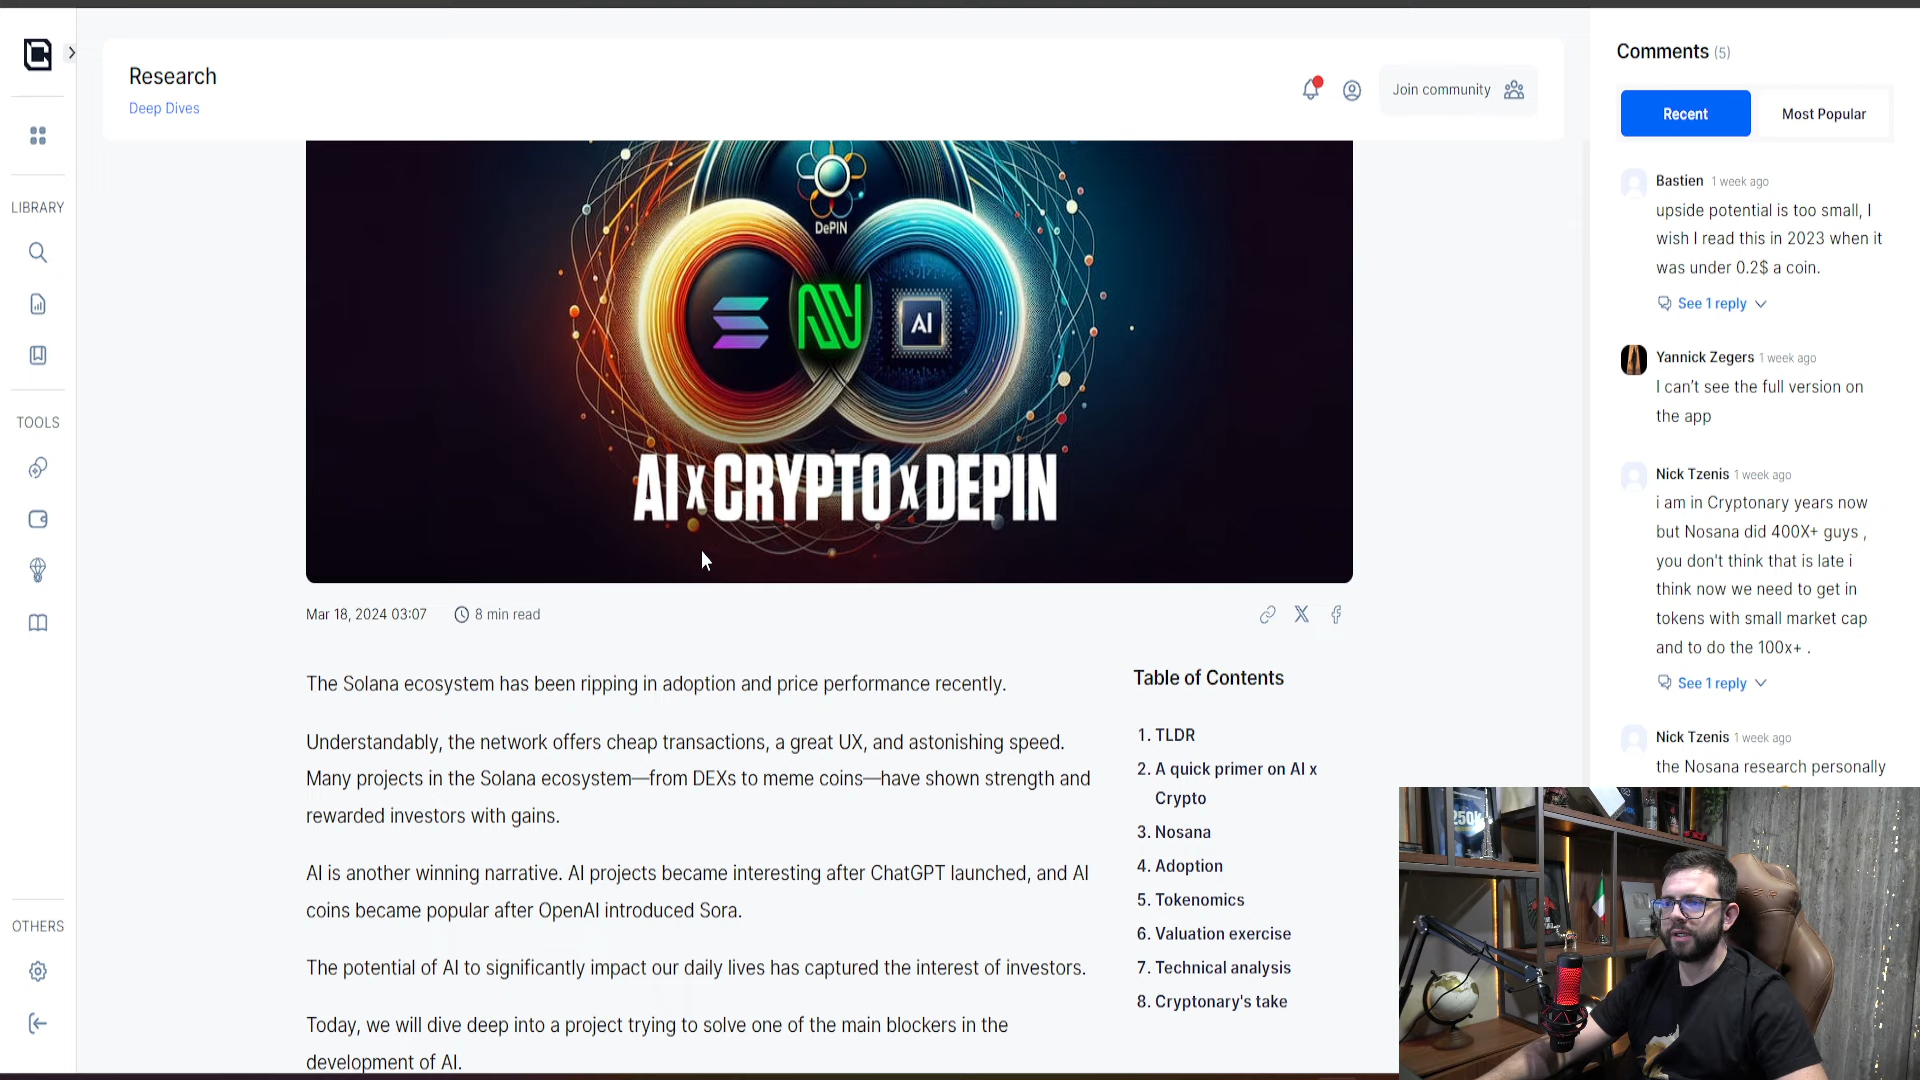 Research
Deep Dives
Join community
LIBRARY
TOOLS
OTHERS
DePIN
AI
AI X CRYPTO X DEPIN
Mar 18, 2024 03:07
8 min read
The Solana ecosystem has been ripping in adoption and price performance recently.
Understandably, the network offers cheap transactions, a great UX, and astonishing speed.
Many projects in the Solana ecosystem—from DEXs to meme coins—have shown strength and
rewarded investors with gains.
AI is another winning narrative. AI projects became interesting after ChatGPT launched, and AI
coins became popular after OpenAI introduced Sora.
The potential of AI to significantly impact our daily lives has captured the interest of investors.
Today, we will dive deep into a project trying to solve one of the main blockers in the
development of AI.
Table of Contents
1. TLDR
2. A quick primer on AI x
Crypto
3. Nosana
4. Adoption
5. Tokenomics
6. Valuation exercise
7. Technical analysis
8. Cryptonary's take
Comments (5)
Recent
Most Popular
Bastien 1 week ago
upside potential is too small, I
wish I read this in 2023 when it
was under 0.2$ a coin.
See 1 reply
Yannick Zegers 1 week ago
I can't see the full version on
the app
Nick Tzenis 1 week ago
i am in Cryptonary years now
but Nosana did 400X+ guys ,
you don't think that is late i
think now we need to get in
tokens with small market cap
and to do the 100x+ .
See 1 reply
Nick Tzenis 1 week ago
the Nosana research personally
250K